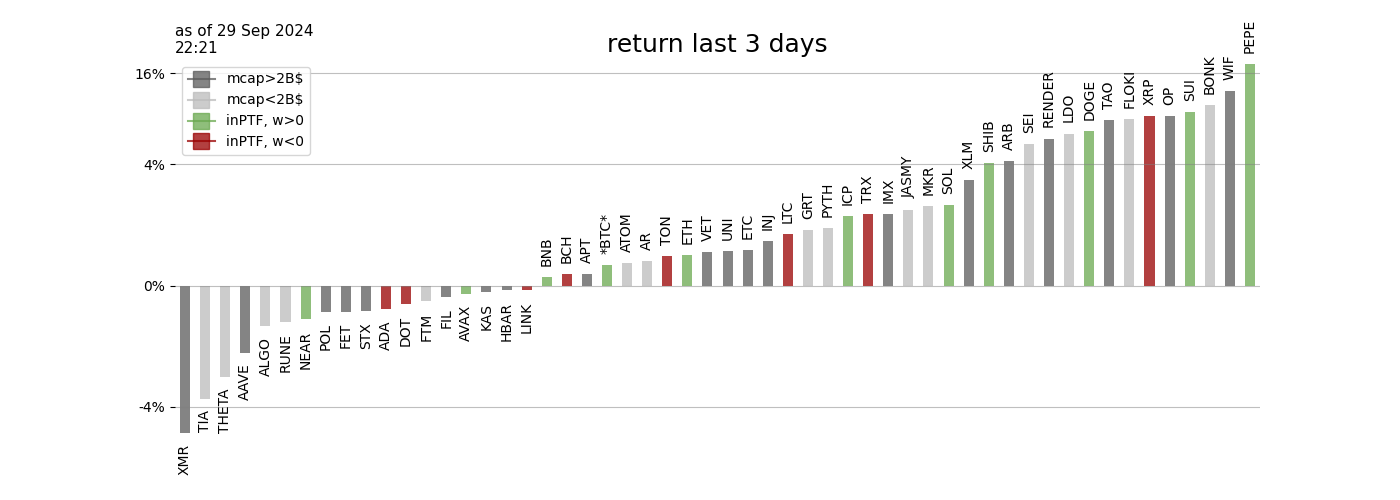 as of 29 Sep 2024
22:21
return last 3 days
16%
4%
0%
-4%
mcap>2B$
mcap<2B$
inPTF, w>0
inPTF, w<0
XMR
TIA
THETA
AAVE
ALGO
RUNE
NEAR
POL
FET
STX
ADA
DOT
FTM
FIL
AVAX
KAS
HBAR
LINK
BNB
BCH
APT
*BTC*
ATOM
AR
TON
ETH
VET
UNI
ETC
INJ
LTC
GRT
PYTH
ICP
TRX
IMX
JASMY
MKR
SOL
XLM
SHIB
ARB
SEI
RENDER
LDO
DOGE
TAO
FLOKI
XRP
OP
SUI
BONK
WIF
PEPE